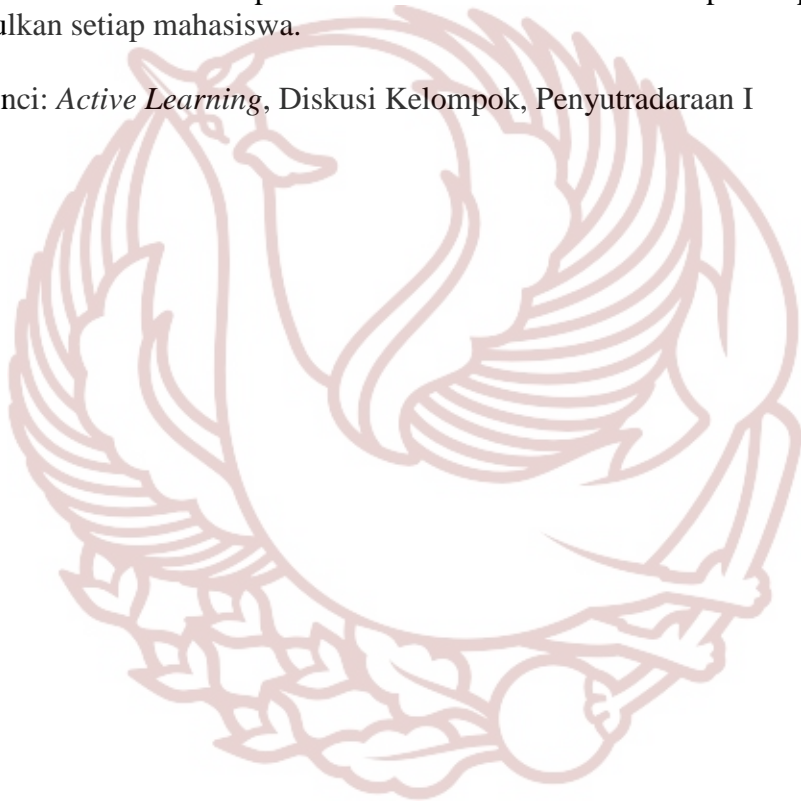 ulkan setiap mahasiswa.
nci: Active Learning, Diskusi Kelompok, Penyutradaraan I